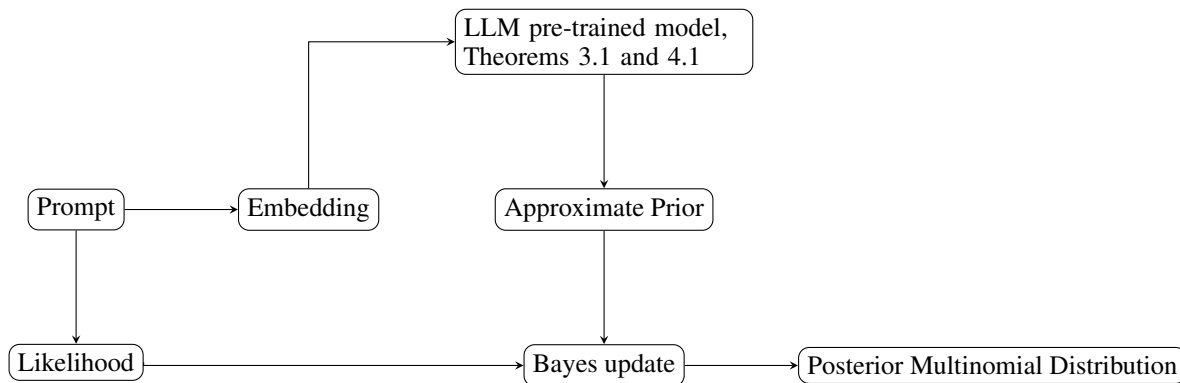 LLM pre-trained model,
Theorems 3.1 and 4.1
Prompt
Embedding
Approximate Prior
Likelihood
Bayes update
Posterior Multinomial Distribution